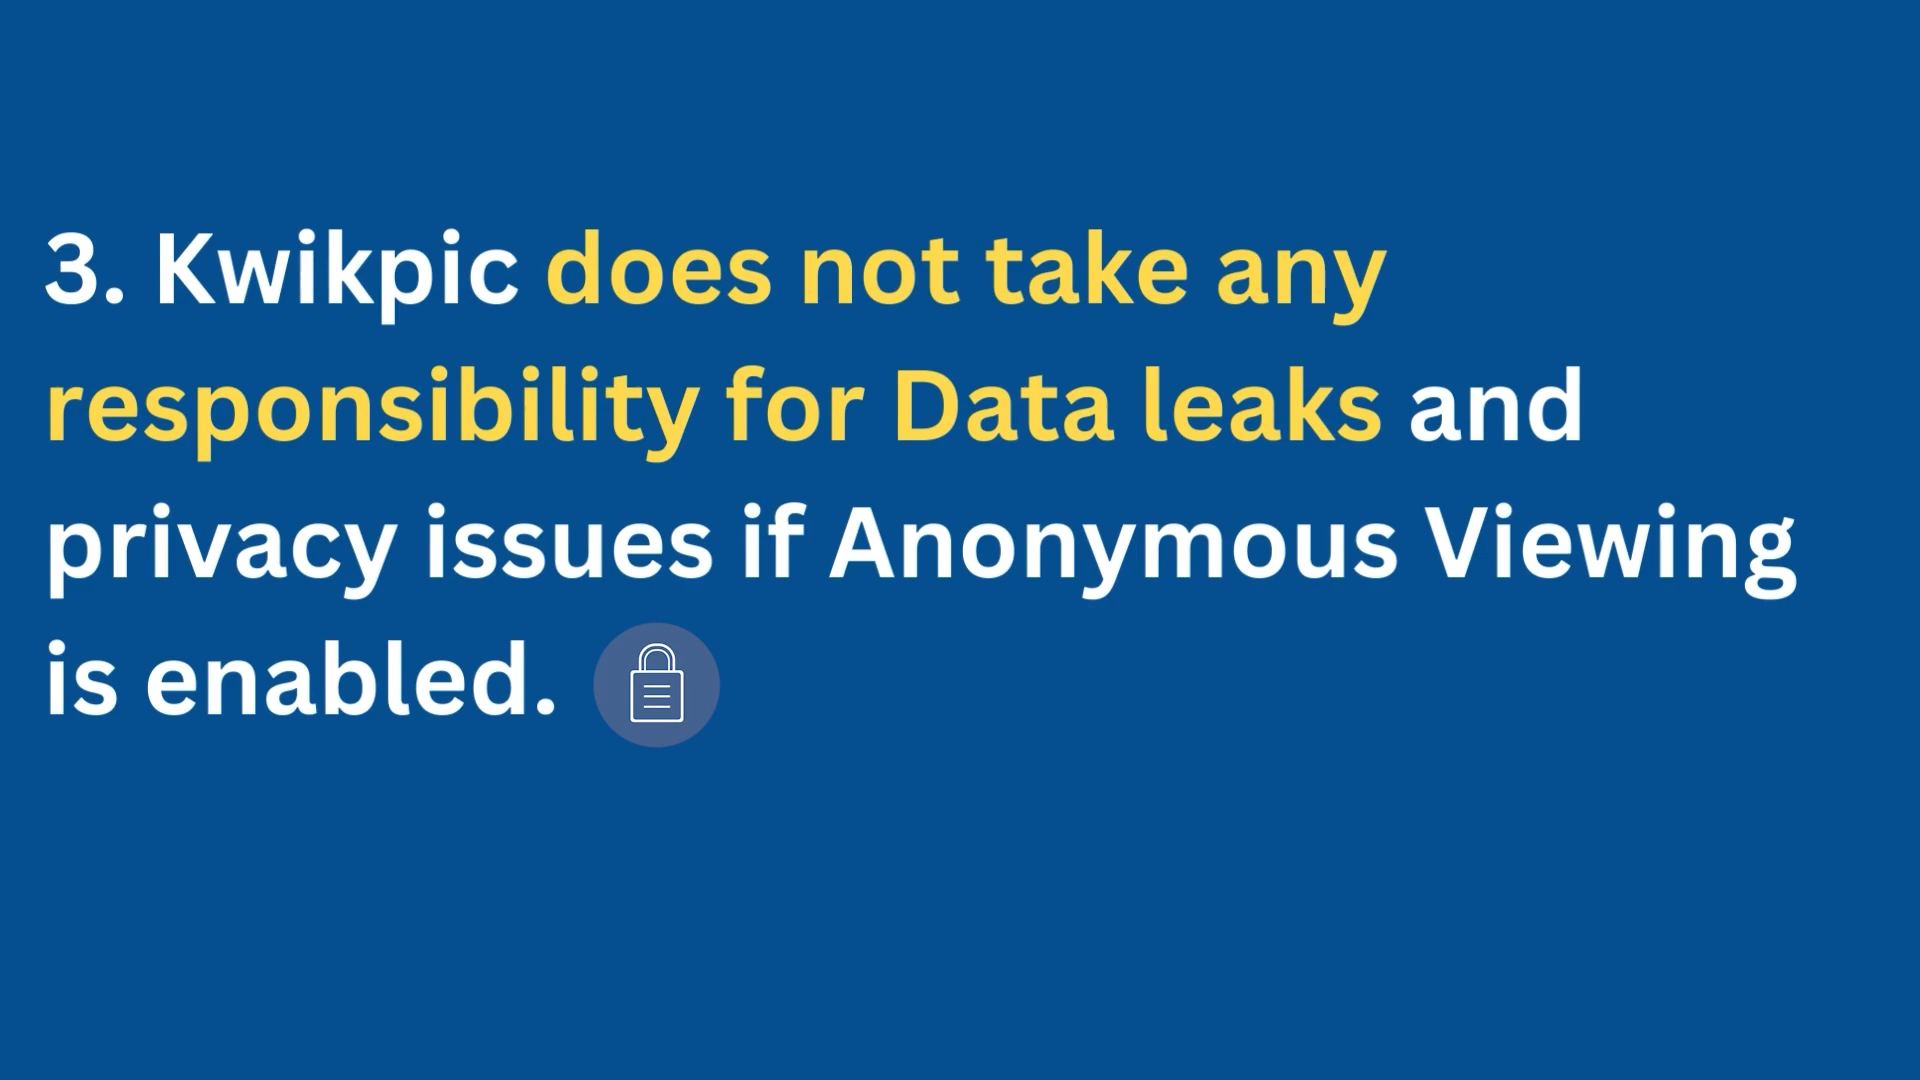 3. Kwikpic does not take any
responsibility for Data leaks and
privacy issues if Anonymous Viewing
is enabled.